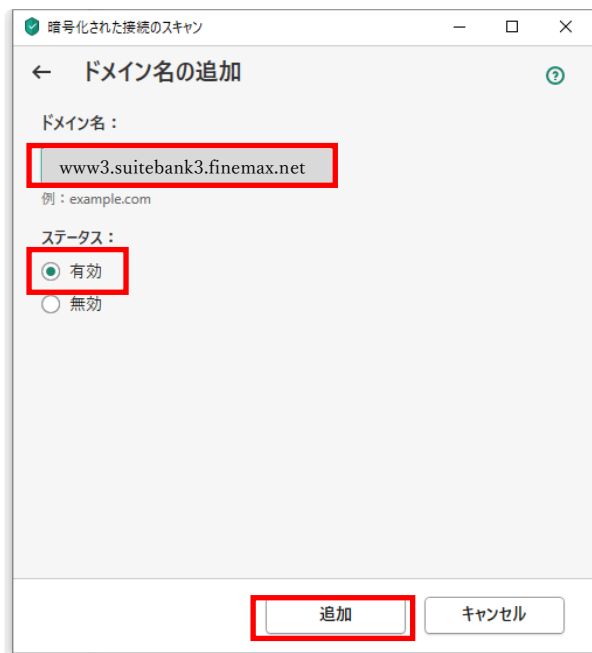 暗号化された接続のスキャン
ドメイン名の追加
ドメイン名：
www3.suitebank3.finemax.net
例：example.com
ステータス：
有効
無効
追加
キャンセル